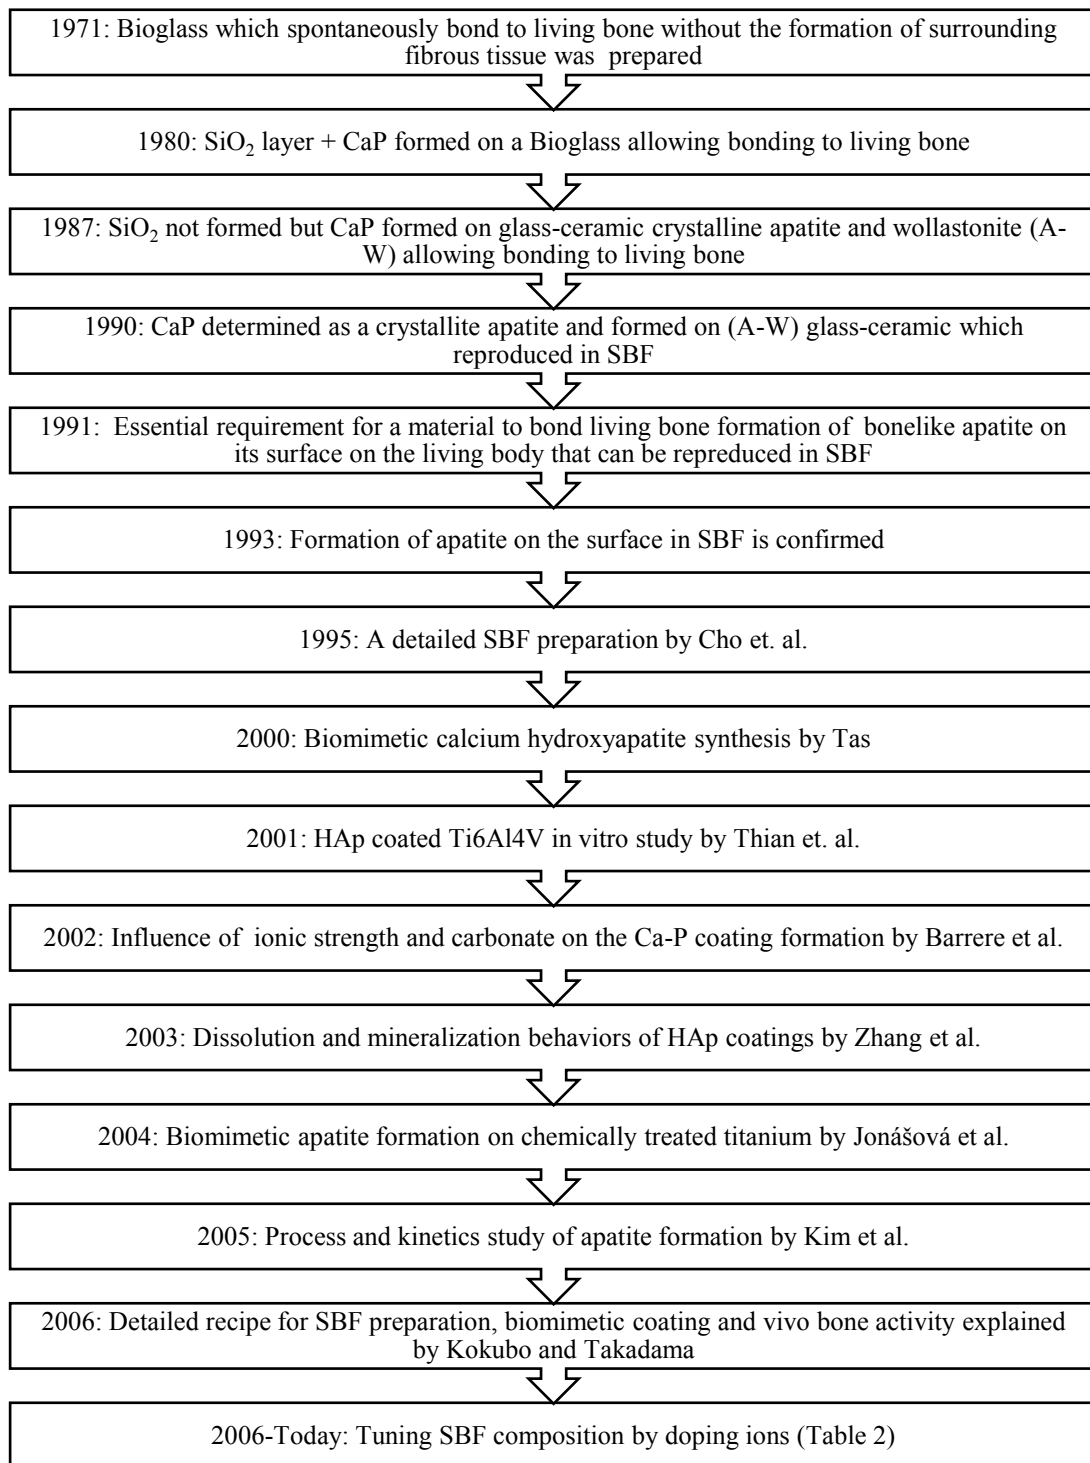 1971: Bioglass which spontaneously bond to living bone without the formation of surrounding
fibrous tissue was  prepared
1980: SiO₂ layer + CaP formed on a Bioglass allowing bonding to living bone
1987: SiO₂ not formed but CaP formed on glass-ceramic crystalline apatite and wollastonite (A-
W) allowing bonding to living bone
1990: CaP determined as a crystallite apatite and formed on (A-W) glass-ceramic which
reproduced in SBF
1991:  Essential requirement for a material to bond living bone formation of  bonelike apatite on
its surface on the living body that can be repreduced in SBF
1993: Formation of apatite on the surface in SBF is confirmed
1995: A detailed SBF preparation by Cho et. al.
2000: Biomimetic calcium hydroxyapatite synthesis by Tas
2001: HAp coated Ti6Al4V in vitro study by Thian et. al.
2002: Influence of  ionic strength and carbonate on the Ca-P coating formation by Barrere et al.
2003: Dissolution and mineralization behaviors of HAp coatings by Zhang et al.
2004: Biomimetic apatite formation on chemically treated titanium by Jonášová et al.
2005: Process and kinetics study of apatite formation by Kim et al.
2006: Detailed recipe for SBF preparation, biomimetic coating and vivo bone activity explained
by Kokubo and Takadama
2006-Today: Tuning SBF composition by doping ions (Table 2)